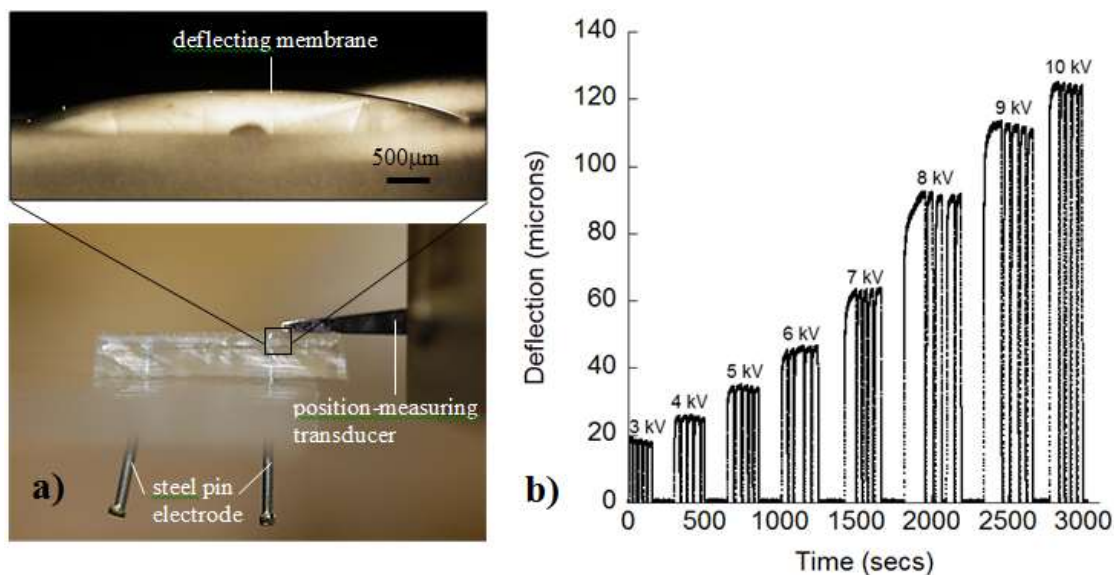 deflecting membrane
500μm
position-measuring
transducer
a)
steel pin
electrode
b)
Deflection (microns)
140
120
100
80
60
40
20
0
3 kV
4 kV
5 kV
6 kV
7 kV
8 kV
9 kV
10 kV
0 500 1000 1500 2000 2500 3000
Time (secs)